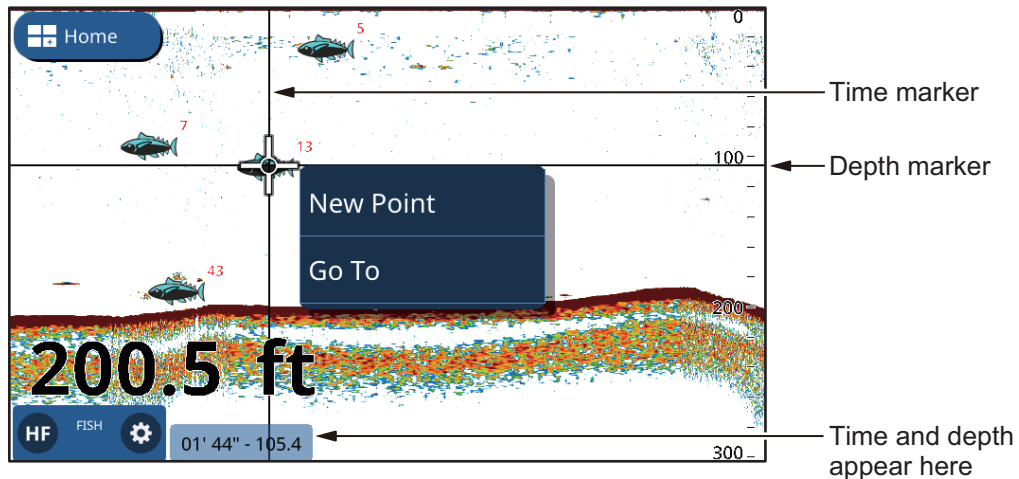 Home
5
0
Time marker
7
13
100
Depth marker
New Point
Go To
43
200
200.5 ft
HF
FISH
01' 44" - 105.4
300
Time and depth
appear here